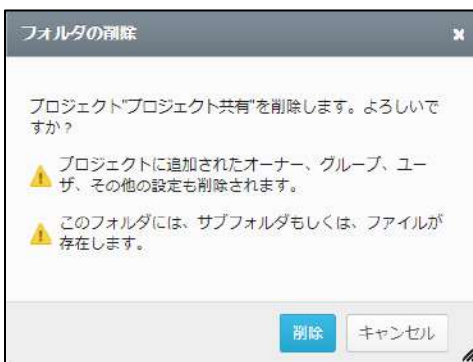 フォルダの削除
プロジェクト"プロジェクト共有"を削除します。よろしいで
すか？
プロジェクトに追加されたオーナー、グループ、ユー
ザ、その他の設定も削除されます。
このフォルダには、サブフォルダもしくは、ファイルが
存在します。
削除 キャンセル